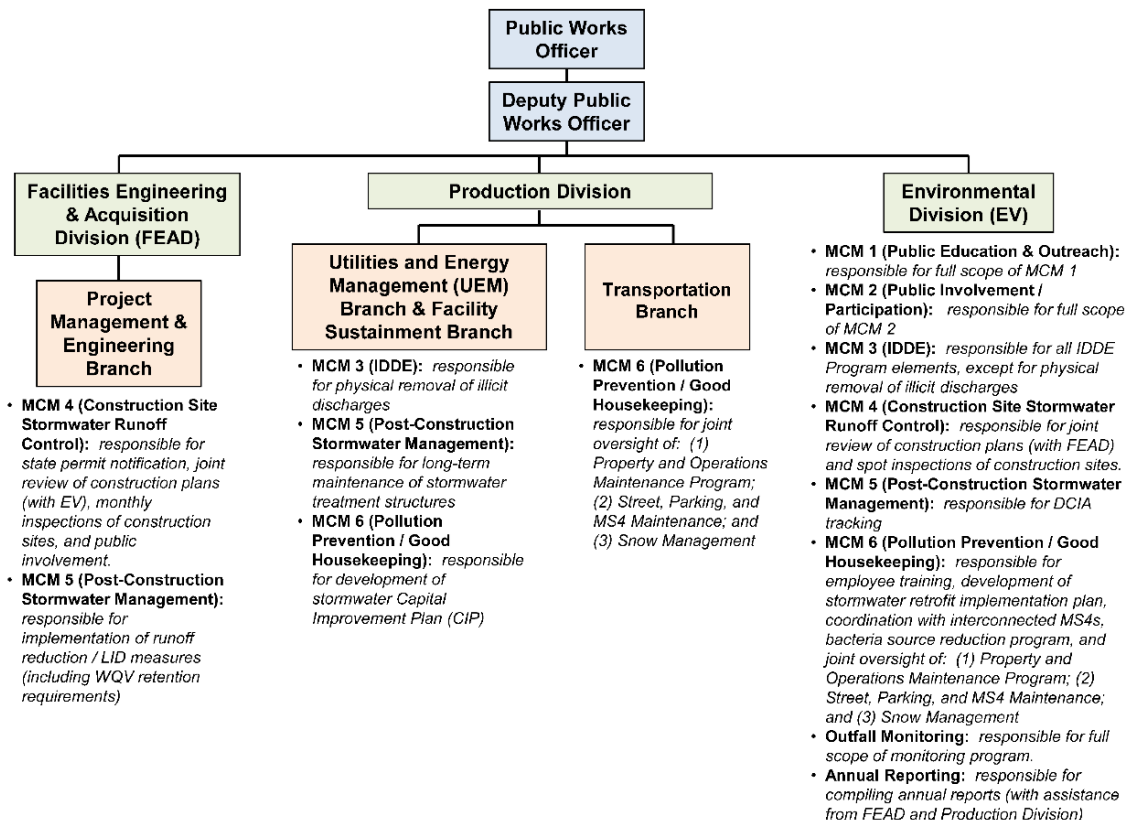 Public Works
Officer
Deputy Public
Works Officer
Facilities Engineering
& Acquisition
Division (FEAD)
Project
Management &
Engineering
Branch
• MCM 4 (Construction Site
Stormwater Runoff
Control): responsible for
state permit notification, joint
review of construction plans
(with EV), monthly
inspections of construction
sites, and public
involvement.
• MCM 5 (Post-Construction
Stormwater Management):
responsible for
implementation of runoff
reduction / LID measures
(including WQV retention
requirements)
Production Division
Utilities and Energy
Management (UEM)
Branch & Facility
Sustainment Branch
• MCM 3 (IDDE): responsible
for physical removal of illicit
discharges
• MCM 5 (Post-Construction
Stormwater Management):
responsible for long-term
maintenance of stormwater
treatment structures
• MCM 6 (Pollution
Prevention / Good
Housekeeping): responsible
for development of
stormwater Capital
Improvement Plan (CIP)
Transportation
Branch
• MCM 6 (Pollution
Prevention / Good
Housekeeping):
responsible for joint
oversight of: (1)
Property and Operations
Maintenance Program;
(2) Street, Parking, and
MS4 Maintenance; and
(3) Snow Management
Environmental
Division (EV)
• MCM 1 (Public Education & Outreach):
responsible for full scope of MCM 1
• MCM 2 (Public Involvement /
Participation): responsible for full scope
of MCM 2
• MCM 3 (IDDE): responsible for all IDDE
Program elements, except for physical
removal of illicit discharges
• MCM 4 (Construction Site Stormwater
Runoff Control): responsible for joint
review of construction plans (with FEAD)
and spot inspections of construction sites.
• MCM 5 (Post-Construction Stormwater
Management): responsible for DCIA
tracking
• MCM 6 (Pollution Prevention / Good
Housekeeping): responsible for
employee training, development of
stormwater retrofit implementation plan,
coordination with interconnected MS4s,
bacteria source reduction program, and
joint oversight of: (1) Property and
Operations Maintenance Program; (2)
Street, Parking, and MS4 Maintenance;
and (3) Snow Management
• Outfall Monitoring: responsible for full
scope of monitoring program.
• Annual Reporting: responsible for
compiling annual reports (with assistance
from FEAD and Production Division)